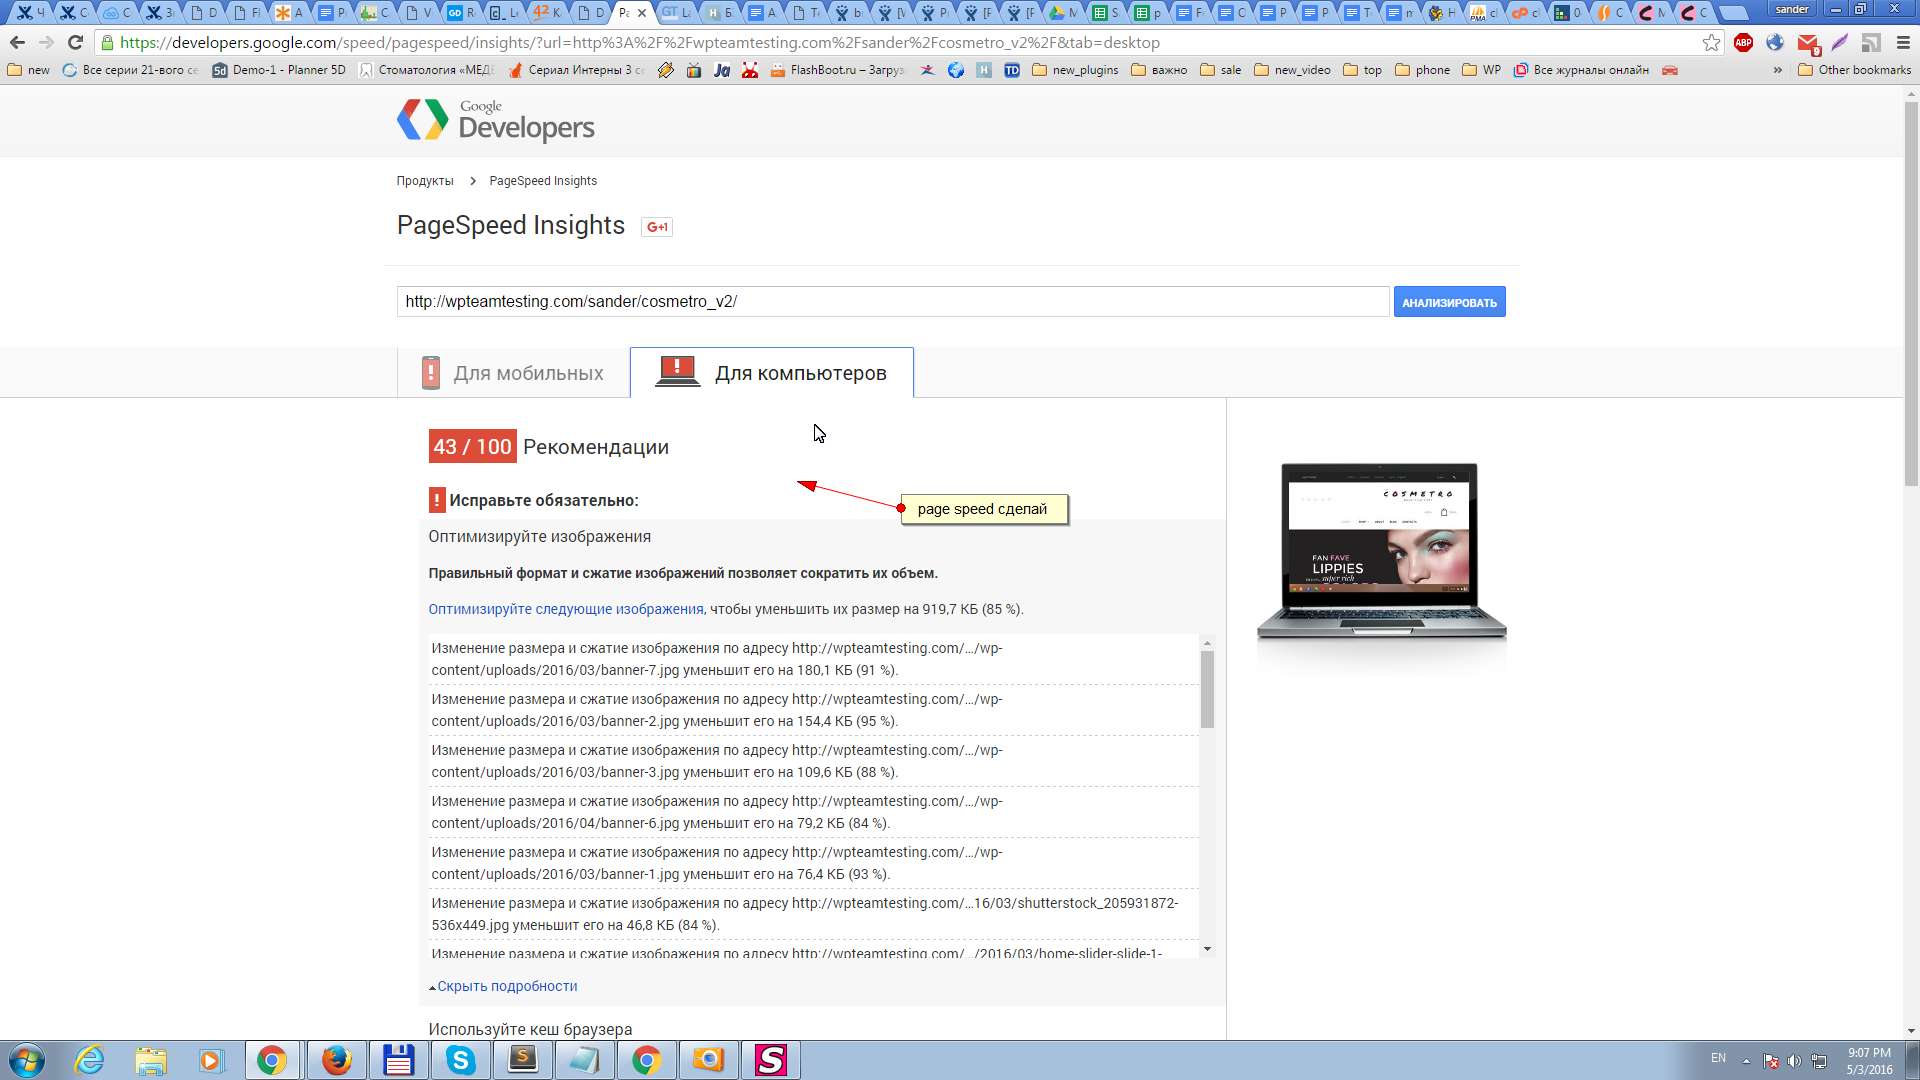 sander
https://developers.google.com/speed/pagespeed/insights/?url=http%3A%2F%2Fwpteamtesting.com%2Fsander%2Fcosmetro_v2%2F&tab=desktop
new
Все серии 21-вого се
Demo-1 - Planner 5D
Стоматология «МЕД
Сериал Интерны 3 с
FlashBoot.ru – Загруз
new_plugins
важно
sale
new_video
top
phone
WP
Все журналы онлайн
»
Other bookmarks
Google
Developers
Продукты
PageSpeed Insights
PageSpeed Insights
G+1
http://wpteamtesting.com/sander/cosmetro_v2/
АНАЛИЗИРОВАТЬ
Для мобильных
Для компьютеров
43 / 100 Рекомендации
! Исправьте обязательно:
page speed сделай
Оптимизируйте изображения
Правильный формат и сжатие изображений позволяет сократить их объем.
Оптимизируйте следующие изображения, чтобы уменьшить их размер на 919,7 КБ (85 %).
Изменение размера и сжатие изображения по адресу http://wpteamtesting.com/…/wp-
content/uploads/2016/03/banner-7.jpg уменьшит его на 180,1 КБ (91 %).
Изменение размера и сжатие изображения по адресу http://wpteamtesting.com/…/wp-
content/uploads/2016/03/banner-2.jpg уменьшит его на 154,4 КБ (95 %).
Изменение размера и сжатие изображения по адресу http://wpteamtesting.com/…/wp-
content/uploads/2016/03/banner-3.jpg уменьшит его на 109,6 КБ (88 %).
Изменение размера и сжатие изображения по адресу http://wpteamtesting.com/…/wp-
content/uploads/2016/04/banner-6.jpg уменьшит его на 79,2 КБ (84 %).
Изменение размера и сжатие изображения по адресу http://wpteamtesting.com/…/wp-
content/uploads/2016/03/banner-1.jpg уменьшит его на 76,4 КБ (93 %).
Изменение размера и сжатие изображения по адресу http://wpteamtesting.com/…16/03/shutterstock_205931872-
536x449.jpg уменьшит его на 46,8 КБ (84 %).
Изменение размера и сжатие изображения по адресу http://wpteamtesting.com/…/2016/03/home-slider-slide-1-
Скрыть подробности
Используйте кеш браузера
COSMETRO
FAN FAVE
LIPPIES
super rich
EN
9:07 PM
5/3/2016